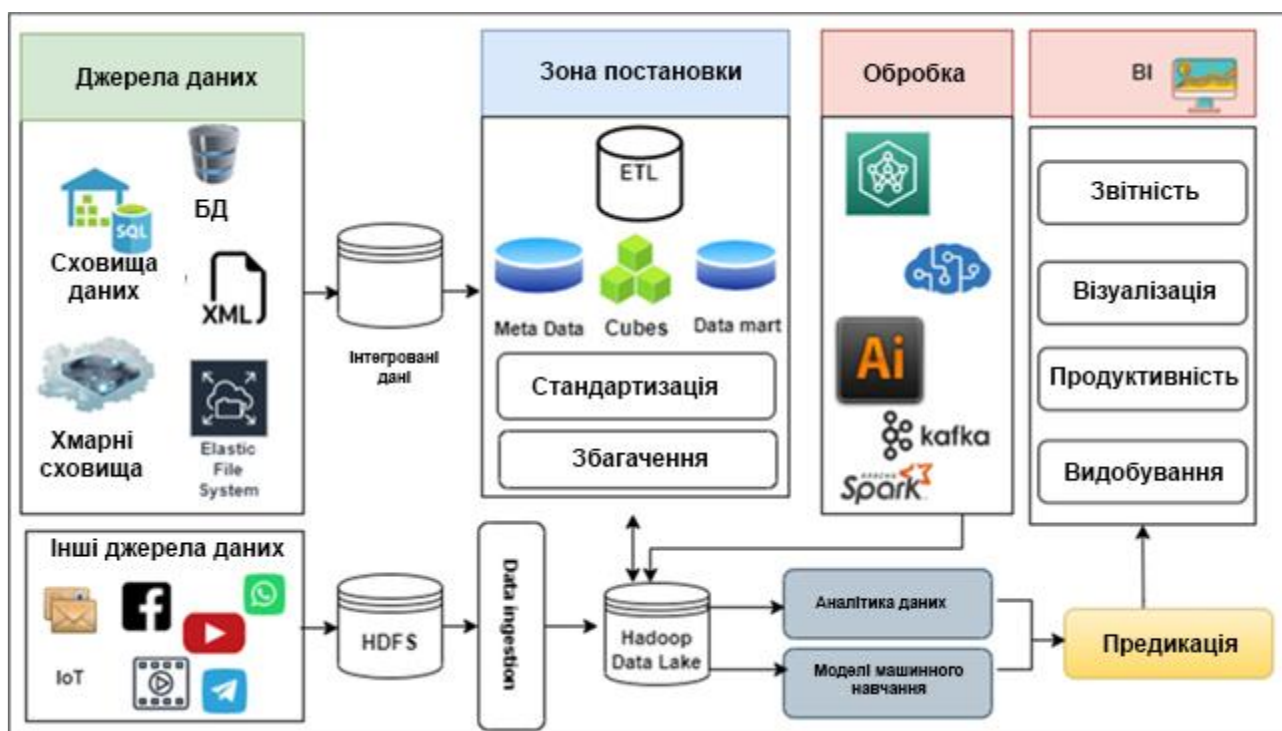 Джерела даних
БД
SQL
Сховища
даних
XML
Хмарні
сховища
Elastic
File
System
Інтегровані
дані
Зона постановки
ETL
Meta Data
Cubes
Data mart
Стандартизація
Збагачення
Обробка
Ai
kafka
APACHE
Spark
BI
Звітність
Візуалізація
Продуктивність
Видобування
Інші джерела даних
IoT
HDFS
Data ingestion
Hadoop
Data Lake
Аналітика даних
Моделі машинного
навчання
Предикація